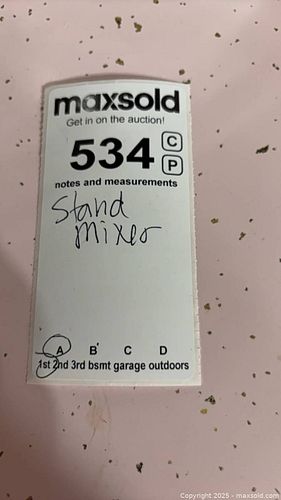 maxsold
Get in on the auction!
534 C
P
notes and measurements
Stand
mixer
A B C D
1st 2nd 3rd bsmt garage outdoors
Copyright 2025 - maxsold.com